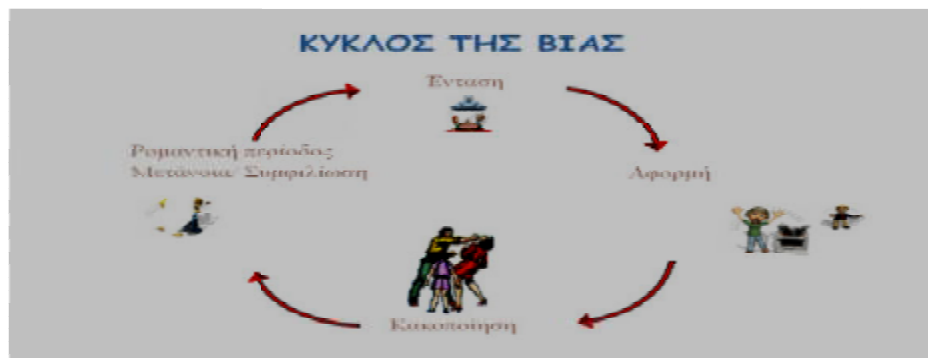 ΚΥΚΛΟΣ ΤΗΣ ΒΙΑΣ
Ένταση
Ρομαντική περίοδος
Μετάνοια/ Συμφιλίωση
Αφορμή
Κακοποίηση